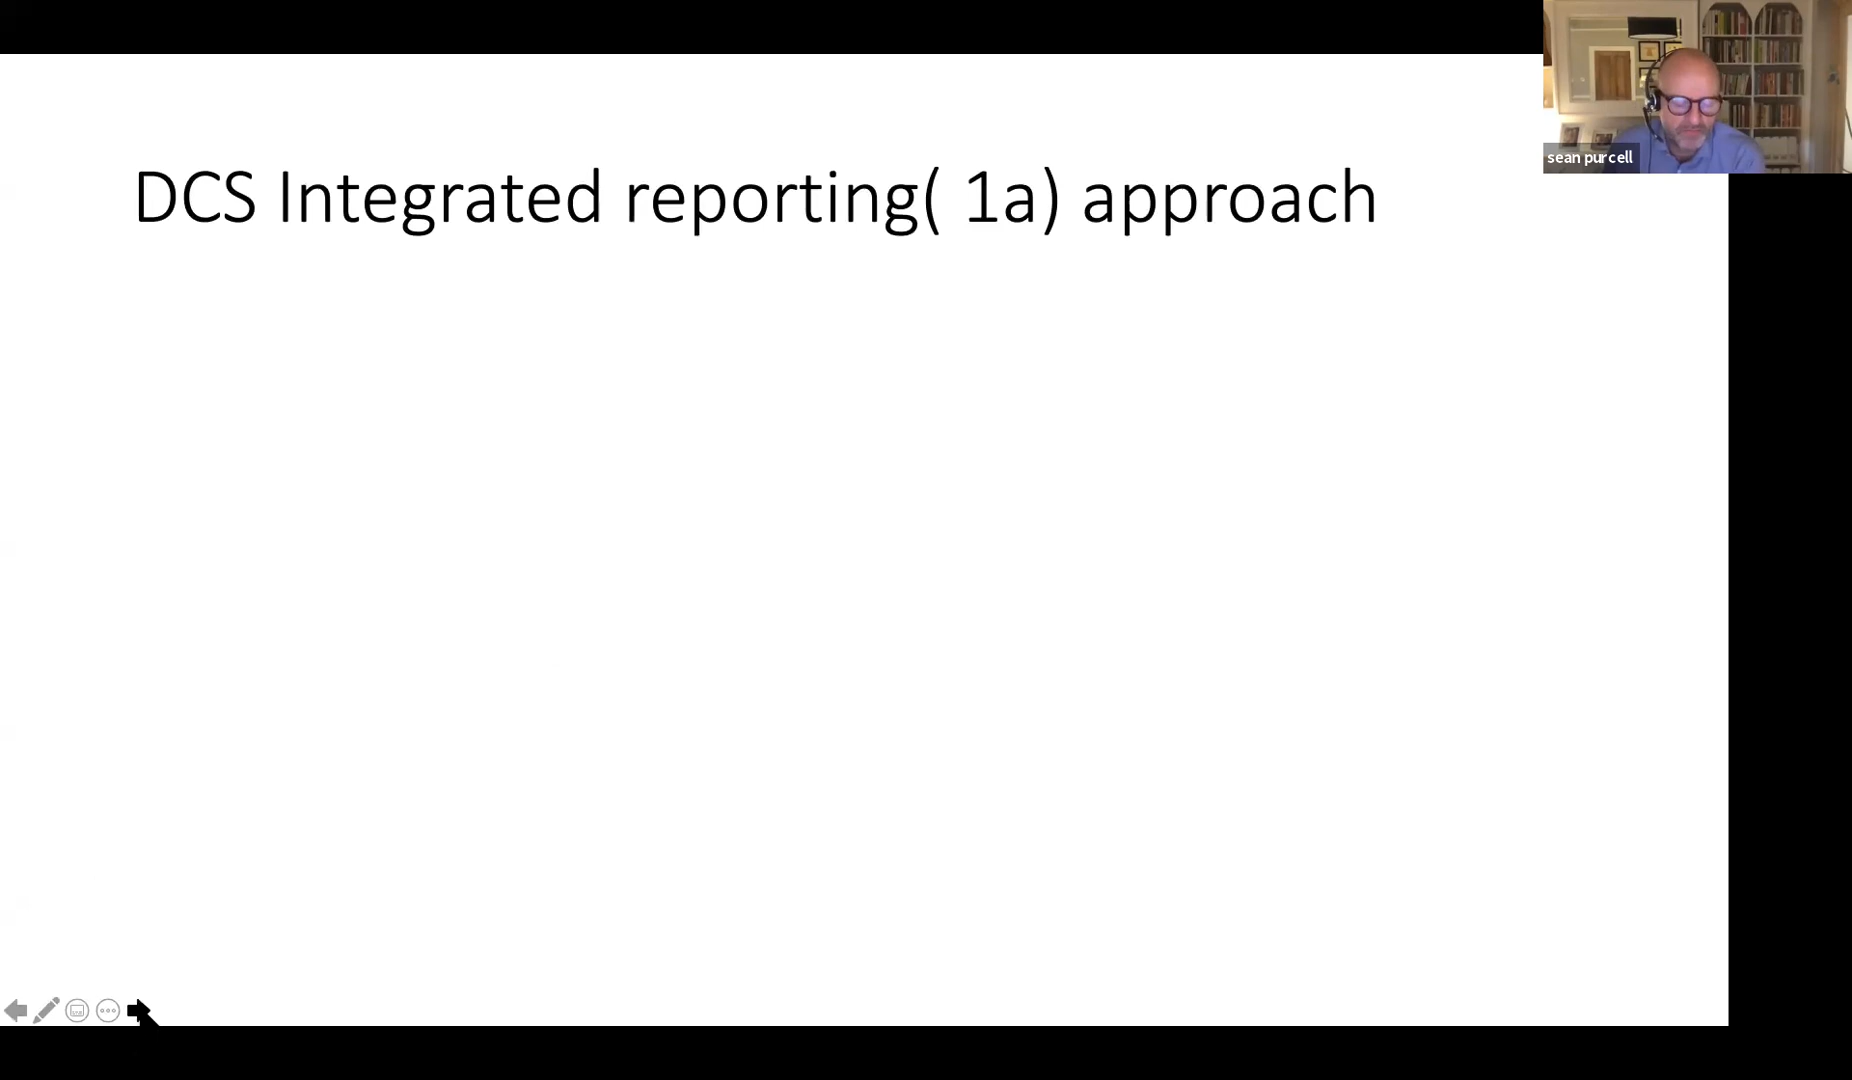 DCS Integrated reporting( 1a) approach
sean purcell